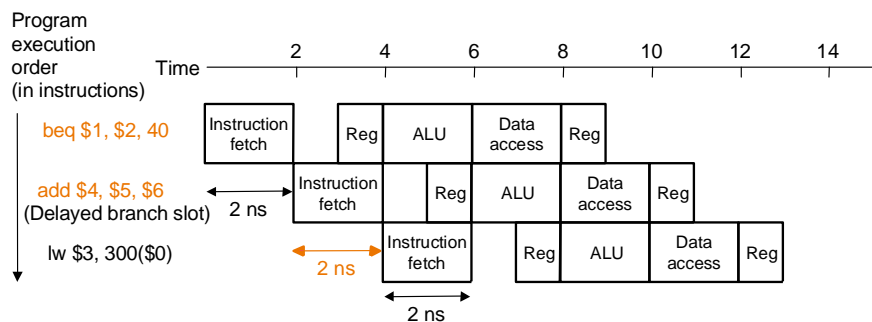 Program
execution
order
(in instructions)
Time
2 4 6 8 10 12 14
beq $1, $2, 40
Instruction
fetch
Reg
ALU
Data
access
Reg
add $4, $5, $6
(Delayed branch slot)
2 ns
Instruction
fetch
Reg
ALU
Data
access
Reg
lw $3, 300($0)
2 ns
Instruction
fetch
Reg
ALU
Data
access
Reg
2 ns